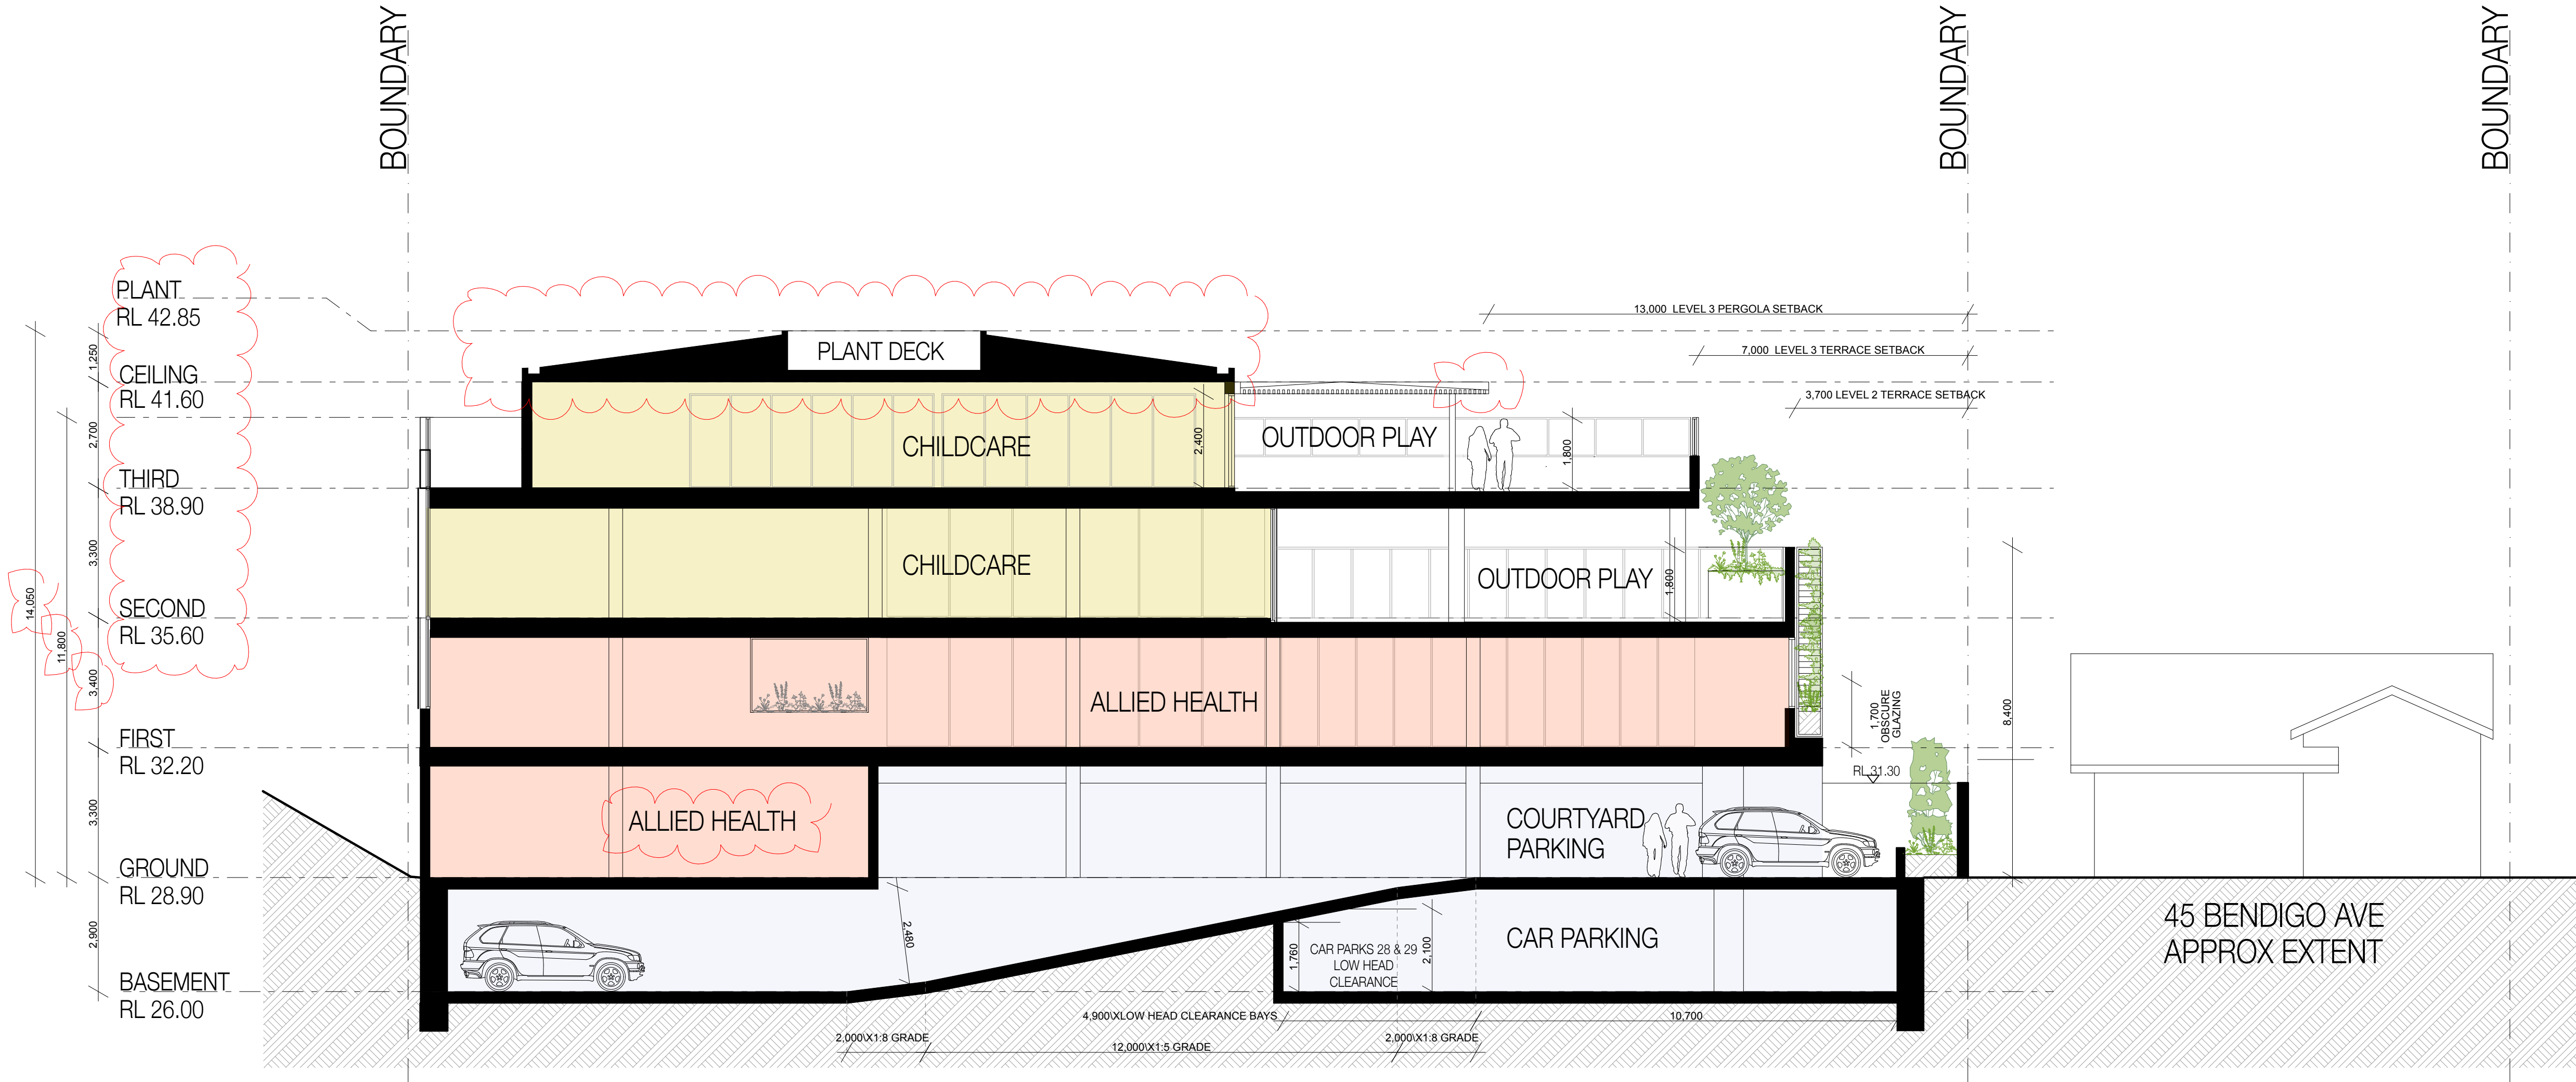 BOUNDARY
BOUNDARY
BOUNDARY
PLANT
RL 42.85
CEILING
RL 41.60
THIRD
RL 38.90
SECOND
RL 35.60
FIRST
RL 32.20
GROUND
RL 28.90
BASEMENT
RL 26.00
14,050
11,800
1,250
2,700
3,300
3,400
3,300
2,900
13,000 LEVEL 3 PERGOLA SETBACK
7,000 LEVEL 3 TERRACE SETBACK
3,700 LEVEL 2 TERRACE SETBACK
PLANT DECK
CHILDCARE
2,400
OUTDOOR PLAY
1,800
CHILDCARE
OUTDOOR PLAY
1,800
ALLIED HEALTH
1,700
OBSCURE
GLAZING
8,400
RL 31.30
ALLIED HEALTH
COURTYARD
PARKING
2,480
1,760
CAR PARKS 28 & 29
LOW HEAD
CLEARANCE
2,100
CAR PARKING
45 BENDIGO AVE
APPROX EXTENT
4,900\XLOW HEAD CLEARANCE BAYS
10,700
2,000\X1:8 GRADE
12,000\X1:5 GRADE
2,000\X1:8 GRADE